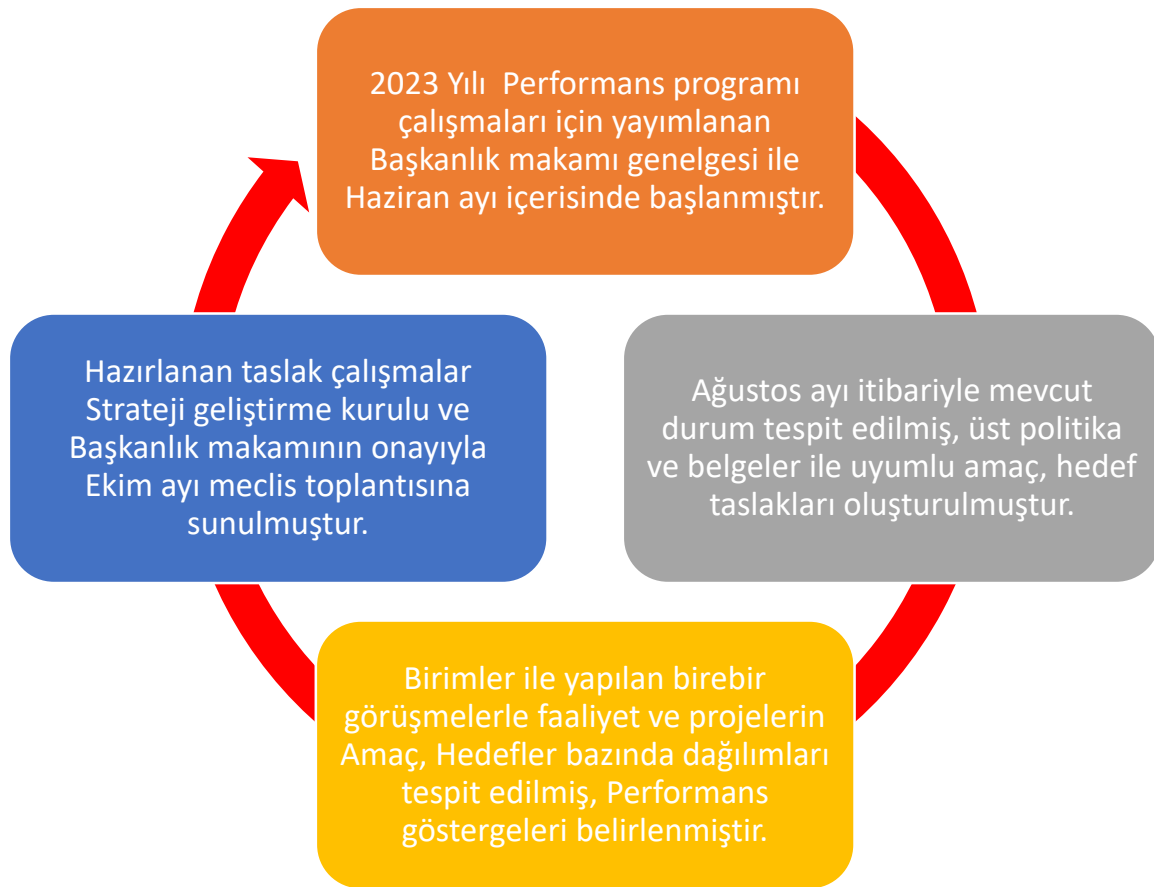 2023 Yılı  Performans programı
çalışmaları için yayımlanan
Başkanlık makamı genelgesi ile
Haziran ayı içerisinde başlanmıştır.
Ağustos ayı itibariyle mevcut
durum tespit edilmiş, üst politika
ve belgeler ile uyumlu amaç, hedef
taslakları oluşturulmuştur.
Birimler ile yapılan birebir
görüşmelerle faaliyet ve projelerin
Amaç, Hedefler bazında dağılımları
tespit edilmiş, Performans
göstergeleri belirlenmiştir.
Hazırlanan taslak çalışmalar
Strateji geliştirme kurulu ve
Başkanlık makamının onayıyla
Ekim ayı meclis toplantısına
sunulmuştur.